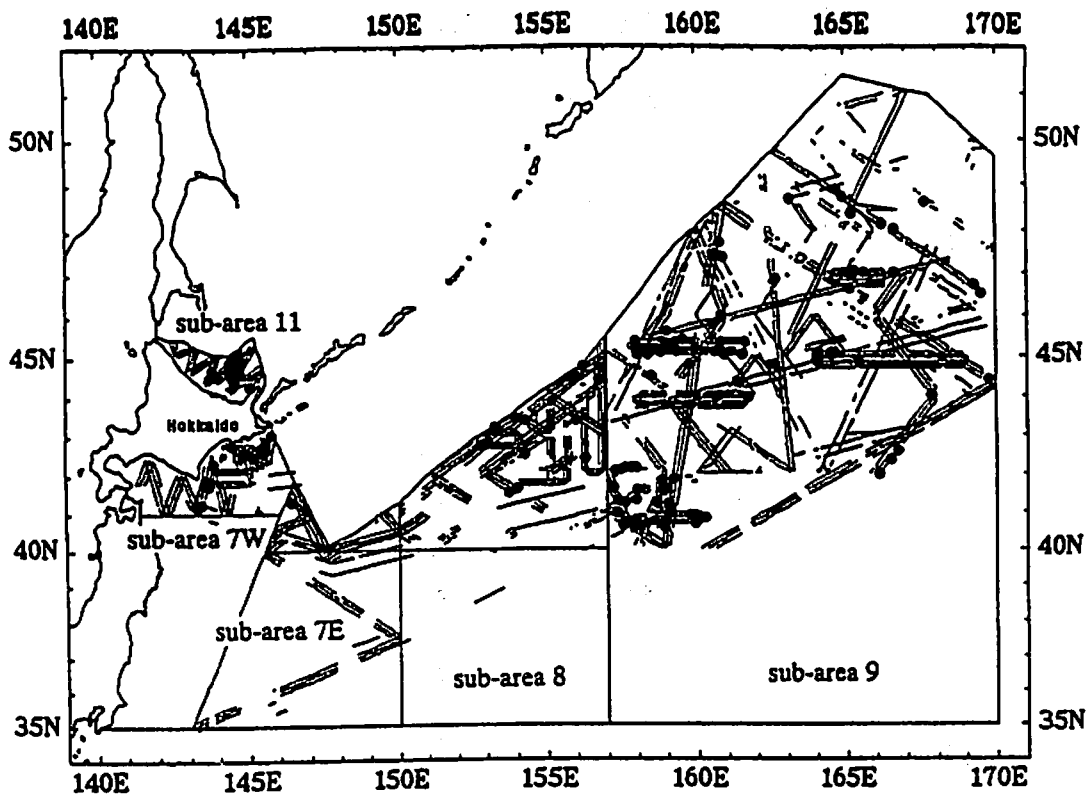 140E 145E 150E 155E 160E 165E 170E
50N 50N
sub-area 11
45N 45N
Hokkaido
sub-area 7W
40N 40N
sub-area 7E
sub-area 8
sub-area 9
35N 35N
140E 145E 150E 155E 160E 165E 170E